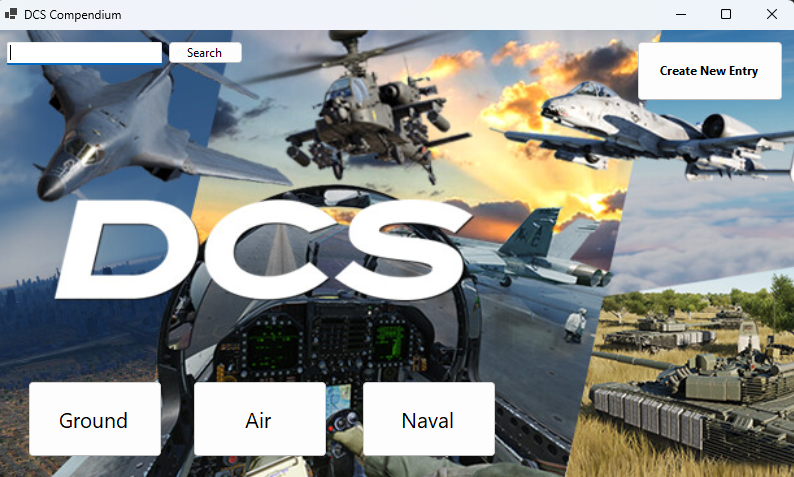 DCS Compendium
Search
Create New Entry
DCS
Ground
Air
Naval